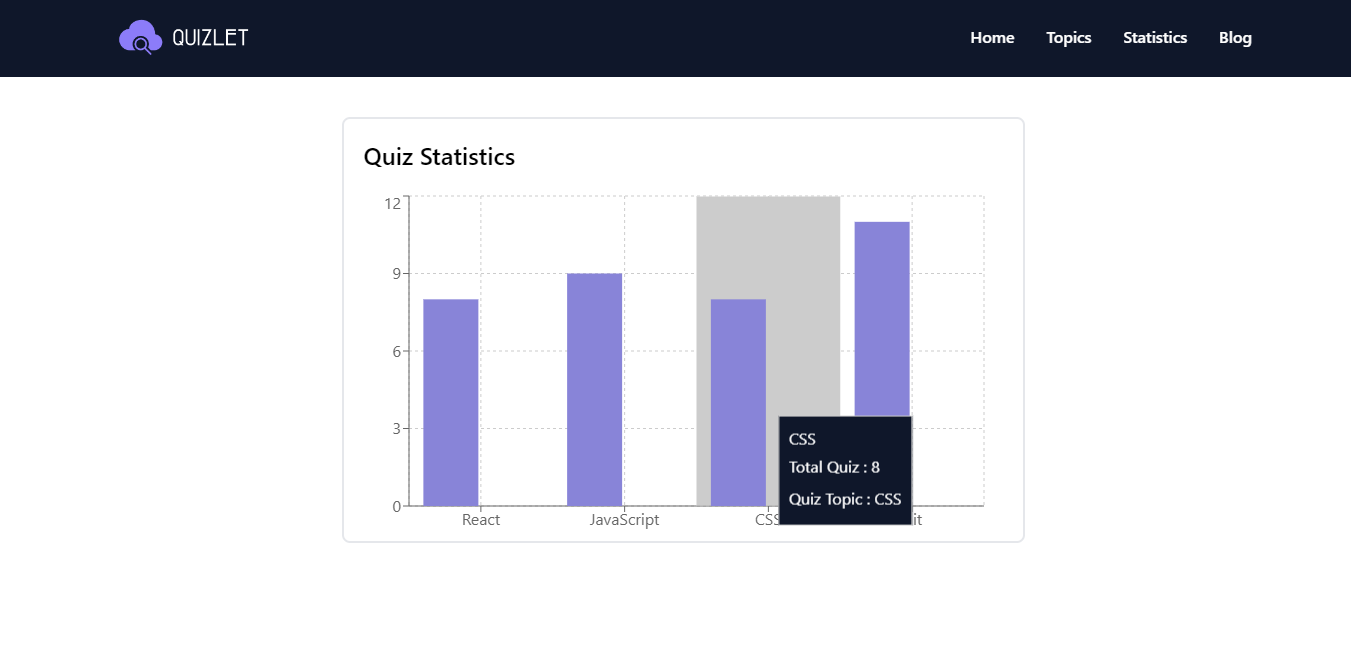 QUIZLET
Home Topics Statistics Blog
Quiz Statistics
12
9
6
3
0
React JavaScript CSS it
CSS
Total Quiz : 8
Quiz Topic : CSS